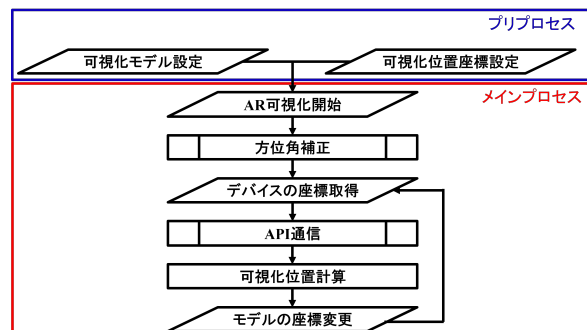 プリプロセス
可視化モデル設定
可視化位置座標設定
メインプロセス
AR可視化開始
方位角補正
デバイスの座標取得
API通信
可視化位置計算
モデルの座標変更